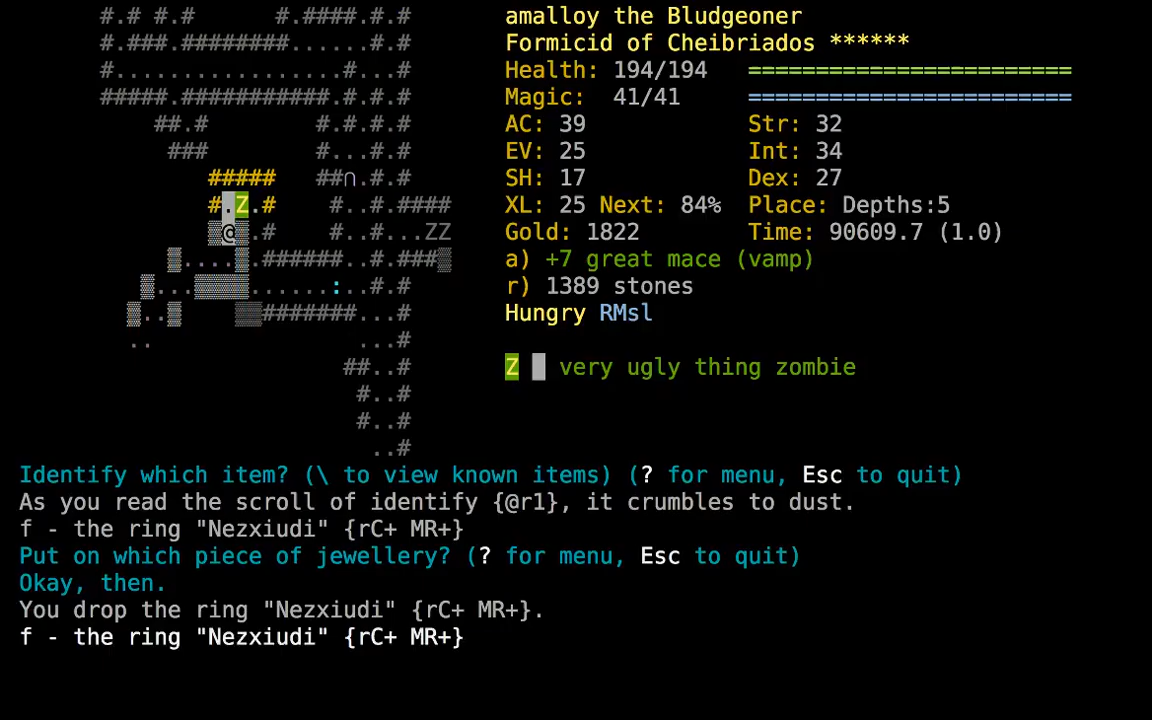 #.# #.#      #.####.#.#      amalloy the Bludgeoner
#.###.########......#.#      Formicid of Cheibriados ******
#.................#...#      Health: 194/194   ========================
#####.###########.#.#.#      Magic:  41/41     ========================
##.#        #.#.#.#      AC: 39            Str: 32
###        #...#.#      EV: 25            Int: 34
#####   ##∩.#.#      SH: 17            Dex: 27
#.Z.#    #..#.####   XL: 25 Next: 84%  Place: Depths:5
▒@▒.#    #..#...ZZ   Gold: 1822        Time: 90609.7 (1.0)
▒....▒.######..#.###▒   a) +7 great mace (vamp)
▒...▒▒▒▒......:..#.#      r) 1389 stones
▒..▒    ▒▒#######...#      Hungry RMsl
..                ...#
##..#      Z   very ugly thing zombie
#..#
#..#
..#
Identify which item? (\ to view known items) (? for menu, Esc to quit)
As you read the scroll of identify {@r1}, it crumbles to dust.
f - the ring "Nezxiudi" {rC+ MR+}
Put on which piece of jewellery? (? for menu, Esc to quit)
Okay, then.
You drop the ring "Nezxiudi" {rC+ MR+}.
f - the ring "Nezxiudi" {rC+ MR+}